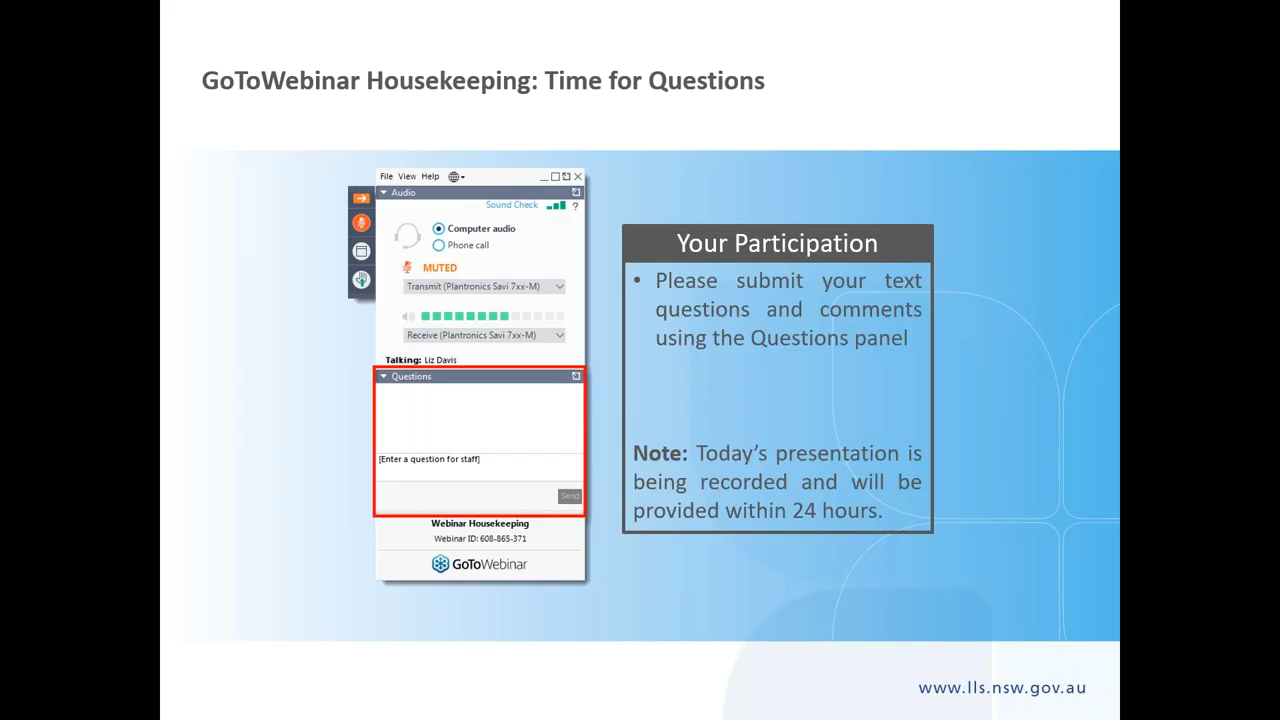 GoToWebinar Housekeeping: Time for Questions
File View Help
Audio
Sound Check ?
Computer audio
Phone call
MUTED
Transmit (Plantronics Savi 7xx-M)
Receive (Plantronics Savi 7xx-M)
Talking: Liz Davis
Questions
[Enter a question for staff]
Send
Webinar Housekeeping
Webinar ID: 608-865-371
GoToWebinar
Your Participation
• Please submit your text
questions and comments
using the Questions panel
Note: Today's presentation is
being recorded and will be
provided within 24 hours.
www.lls.nsw.gov.au